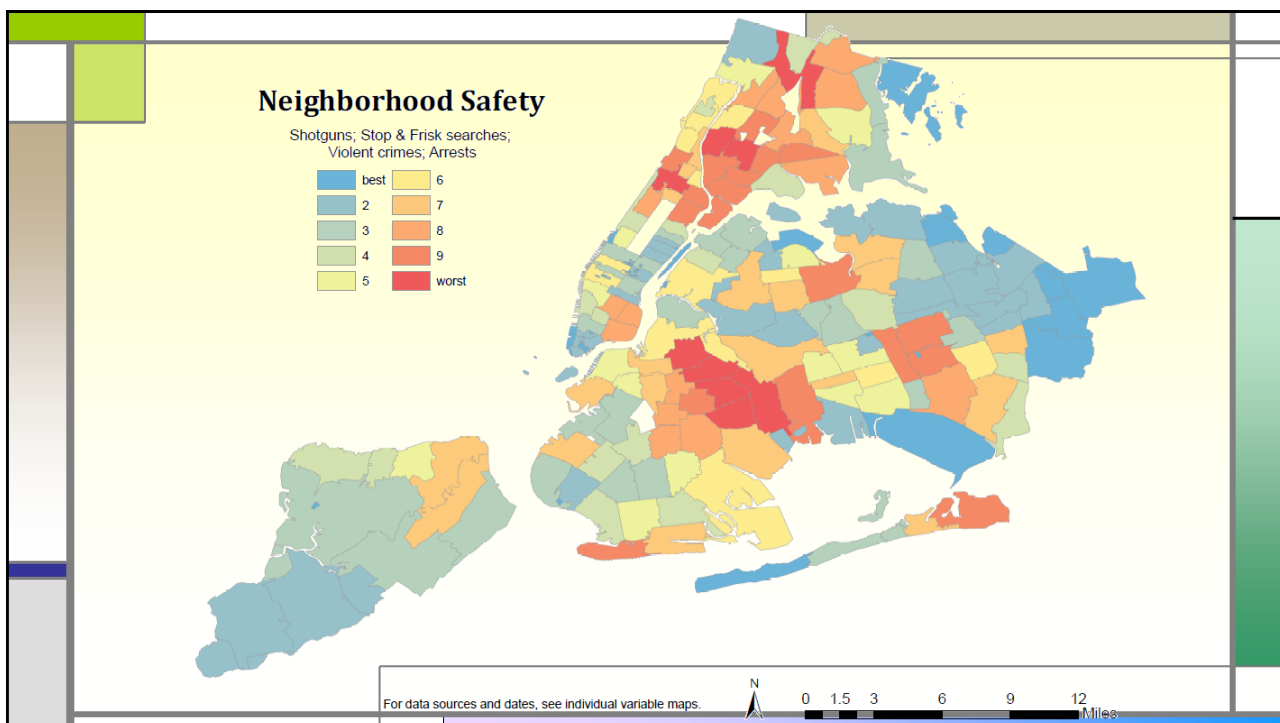 Neighborhood Safety
Shotguns; Stop & Frisk searches;
Violent crimes; Arrests
best 6
2 7
3 8
4 9
5 worst
For data sources and dates, see individual variable maps.
N
0 1.5 3 6 9 12
Miles